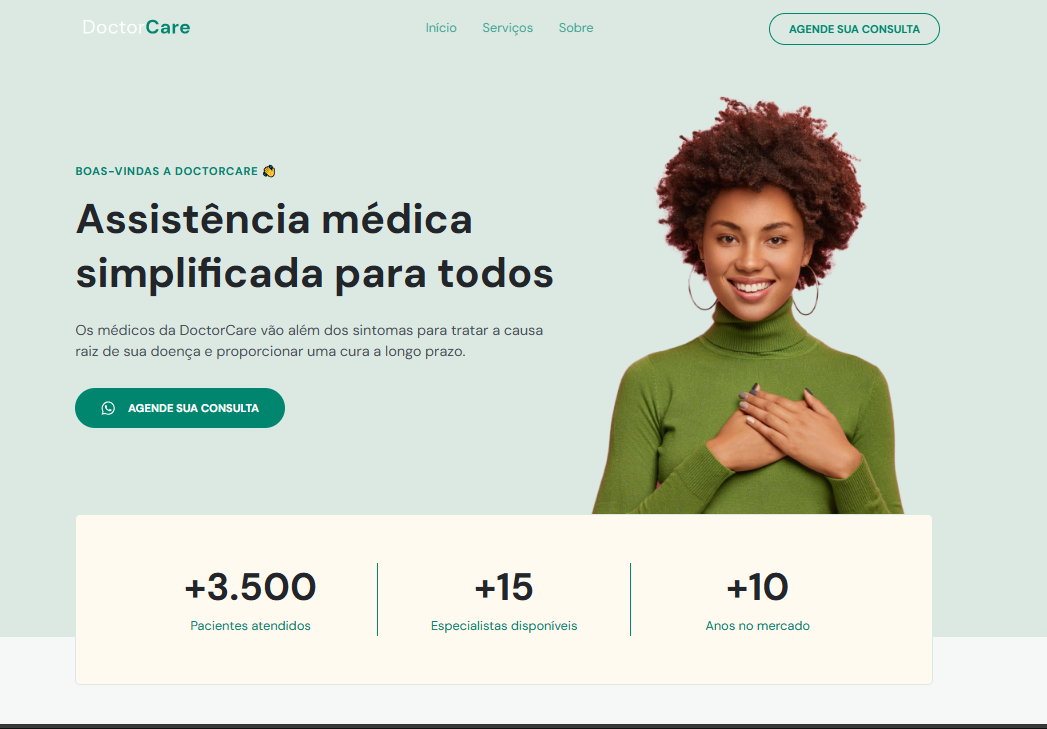 DoctorCare
Início
Serviços
Sobre
AGENDE SUA CONSULTA
BOAS-VINDAS A DOCTORCARE 👏
Assistência médica
simplificada para todos
Os médicos da DoctorCare vão além dos sintomas para tratar a causa
raiz de sua doença e proporcionar uma cura a longo prazo.
AGENDE SUA CONSULTA
+3.500
Pacientes atendidos
+15
Especialistas disponíveis
+10
Anos no mercado